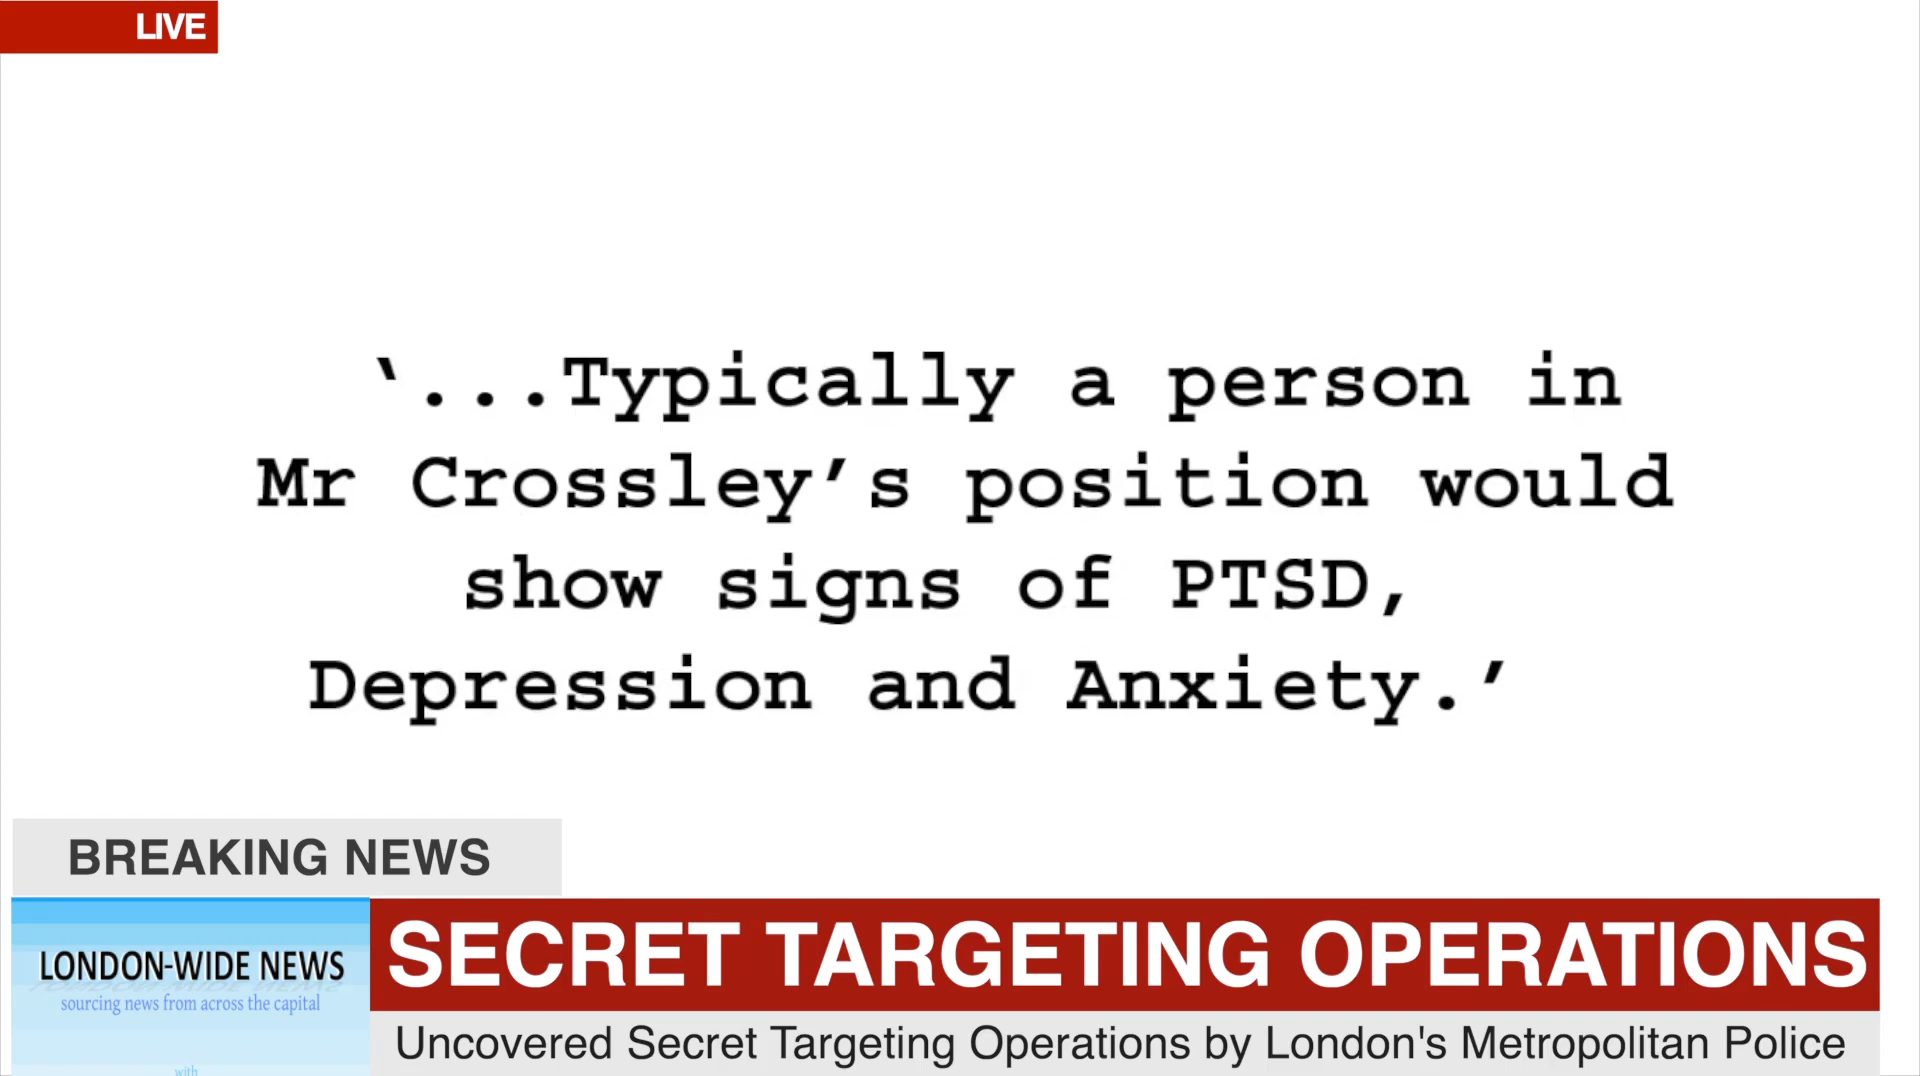 LIVE
‘...Typically a person in
Mr Crossley’s position would
show signs of PTSD,
Depression and Anxiety.’
BREAKING NEWS
LONDON-WIDE NEWS
sourcing news from across the capital
with
SECRET TARGETING OPERATIONS
Uncovered Secret Targeting Operations by London's Metropolitan Police